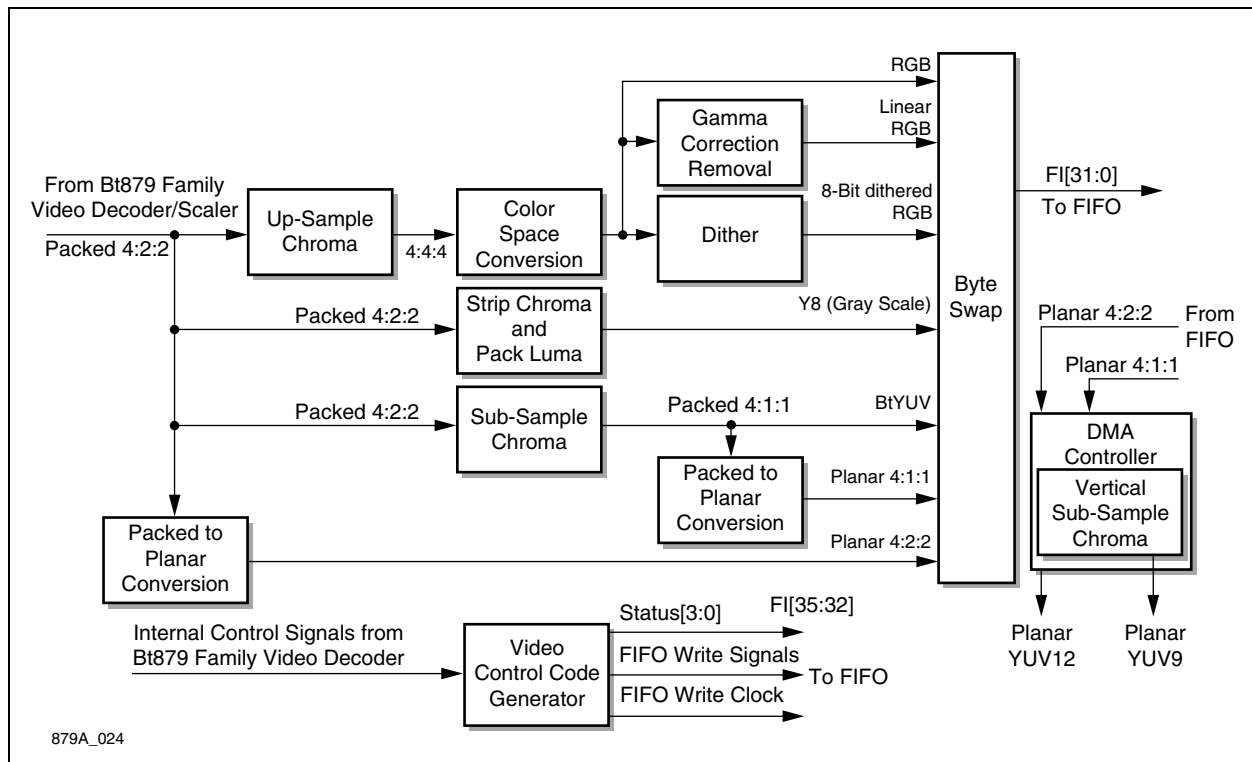 RGB
Linear
RGB
Gamma
Correction
Removal
From Bt879 Family
Video Decoder/Scaler
Packed 4:2:2
Up-Sample
Chroma
4:4:4
Color
Space
Conversion
8-Bit dithered
RGB
Dither
FI[31:0]
To FIFO
Byte
Swap
Packed 4:2:2
Strip Chroma
and
Pack Luma
Y8 (Gray Scale)
Planar 4:2:2
From
FIFO
Planar 4:1:1
Packed 4:2:2
Sub-Sample
Chroma
Packed 4:1:1
BtYUV
DMA
Controller
Vertical
Sub-Sample
Chroma
Packed to
Planar
Conversion
Planar 4:1:1
Packed to
Planar
Conversion
Planar 4:2:2
Planar
YUV12
Planar
YUV9
Internal Control Signals from
Bt879 Family Video Decoder
Video
Control Code
Generator
Status[3:0]
FI[35:32]
FIFO Write Signals
To FIFO
FIFO Write Clock
879A_024